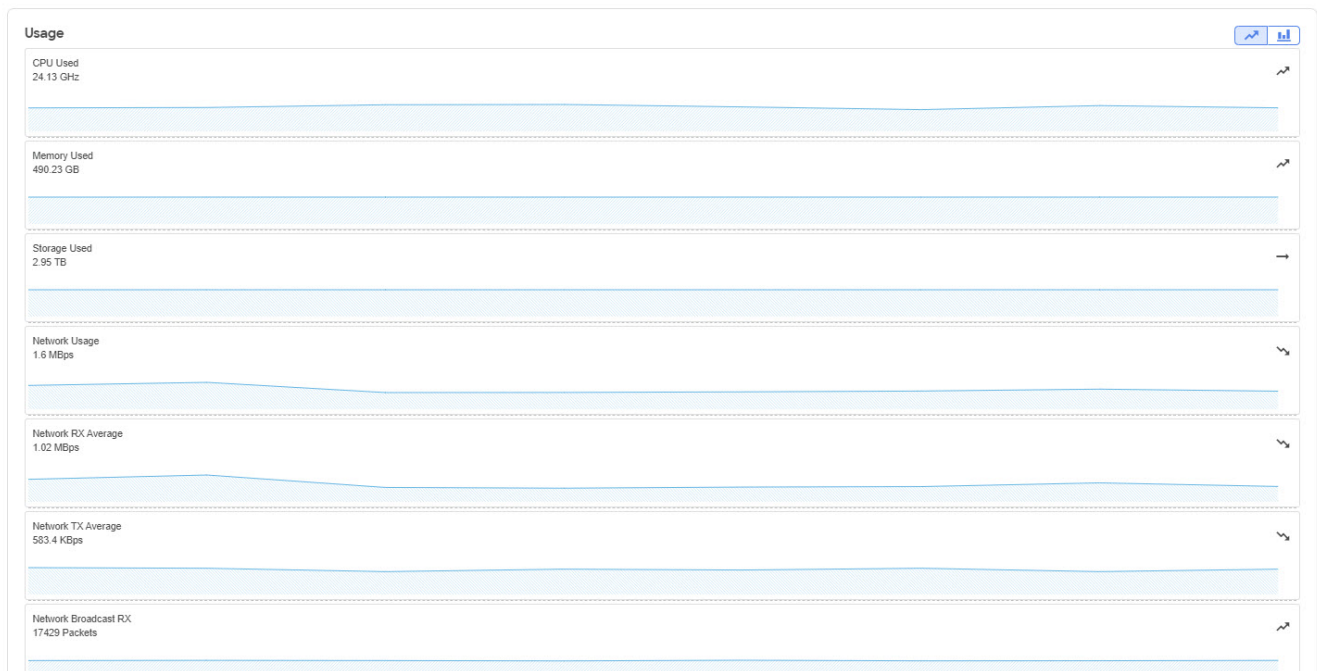 Usage
CPU Used
24.13 GHz
Memory Used
490.23 GB
Storage Used
2.95 TB
Network Usage
1.6 MBps
Network RX Average
1.02 MBps
Network TX Average
583.4 KBps
Network Broadcast RX
17429 Packets